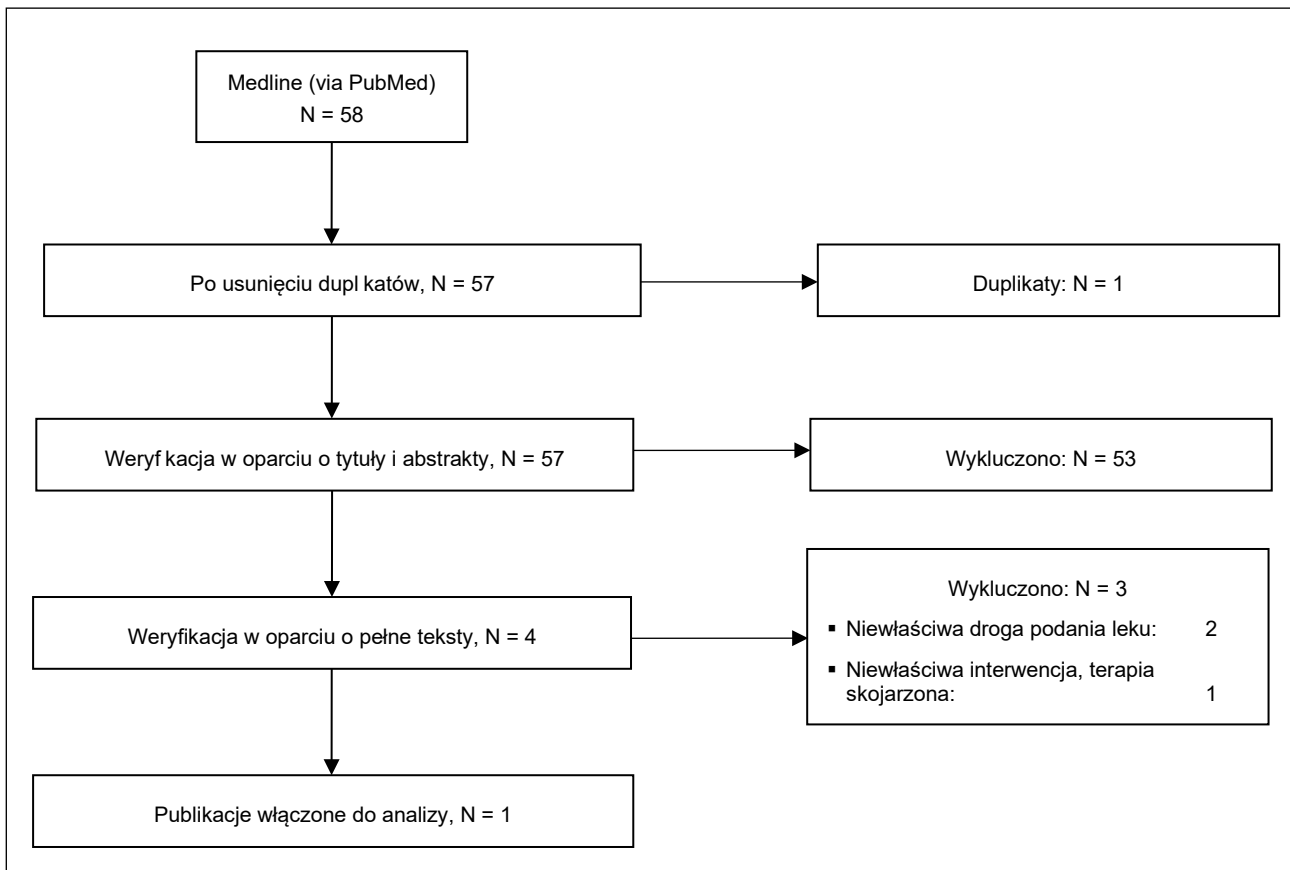 Medline (via PubMed)
N = 58
Po usunięciu dupl katów, N = 57
Duplikaty: N = 1
Weryf kacja w oparciu o tytuły i abstrakty, N = 57
Wykluczono: N = 53
Weryfikacja w oparciu o pełne teksty, N = 4
Wykluczono: N = 3
▪ Niewłaściwa droga podania leku: 2
▪ Niewłaściwa interwencja, terapia
skojarzona: 1
Publikacje włączone do analizy, N = 1